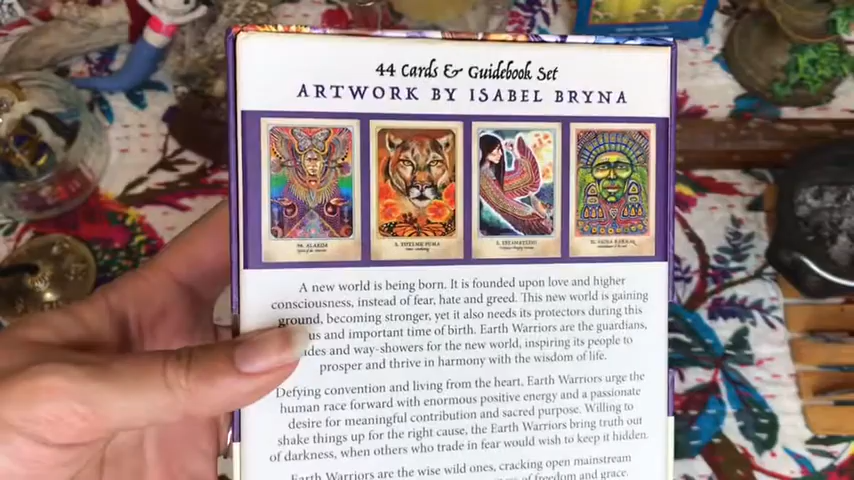 44 Cards & Guidebook Set
ARTWORK BY ISABEL BRYNA
A new world is being born. It is founded upon love and higher
consciousness, instead of fear, hate and greed. This new world is gaining
ground, becoming stronger, yet it also needs its protectors during this
us and important time of birth. Earth Warriors are the guardians,
ides and way-showers for the new world, inspiring its people to
prosper and thrive in harmony with the wisdom of life.
Defying convention and living from the heart, Earth Warriors urge the
human race forward with enormous positive energy and a passionate
desire for meaningful contribution and sacred purpose. Willing to
shake things up for the right cause, the Earth Warriors bring truth out
of darkness, when others who trade in fear would wish to keep it hidden.
Earth Warriors are the wise wild ones, cracking open mainstream
of freedom and grace.